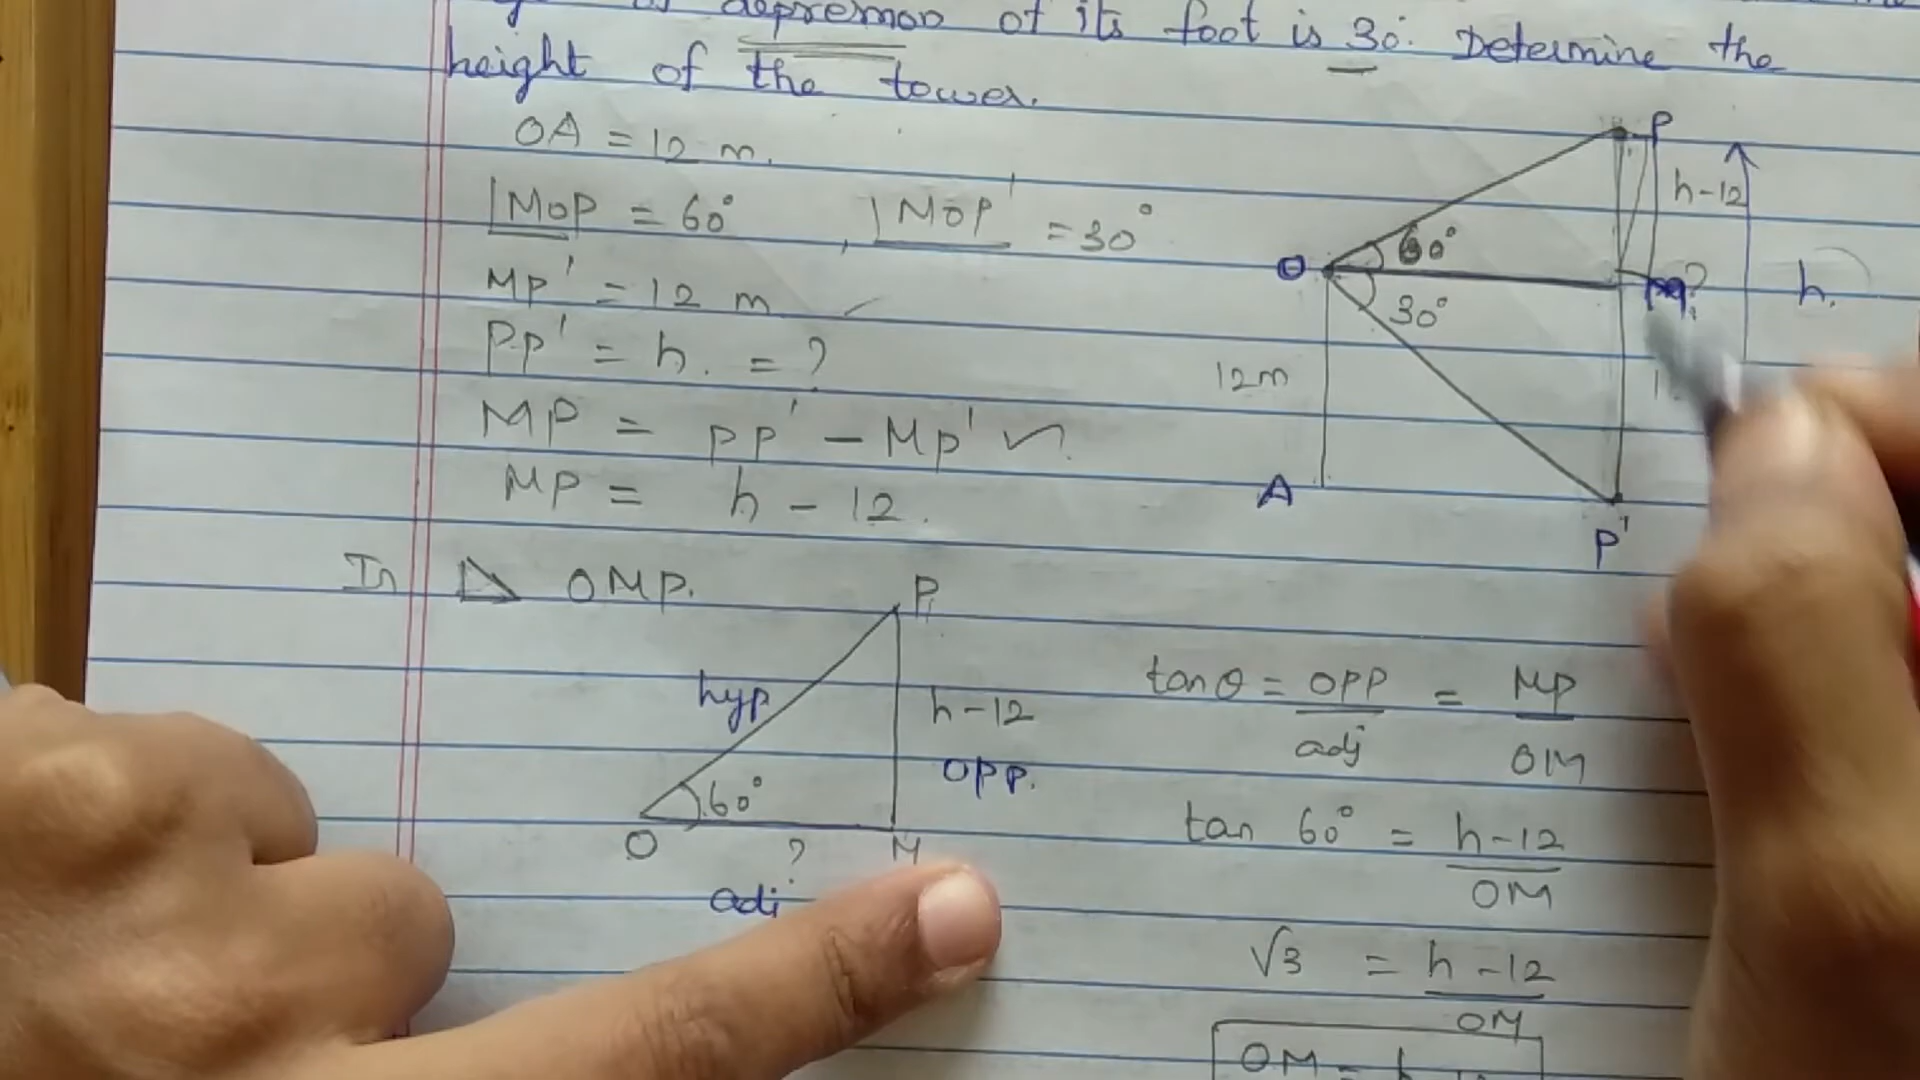 depression of its foot is 30°. Determine the
height of the tower.
OA = 12 m.
MOP = 60°, MOP' = 30°
MP' = 12 m
PP' = h. = ?
MP = PP' - MP'
MP = h - 12.
P
h-12
h.
O
60°
30°
12m
A
P'
In △ OMP.
P
hyp
h-12
opp.
60°
O
?
M
adj
tanθ = opp/adj = MP/OM
tan 60° = h-12/OM
√3 = h-12/OM